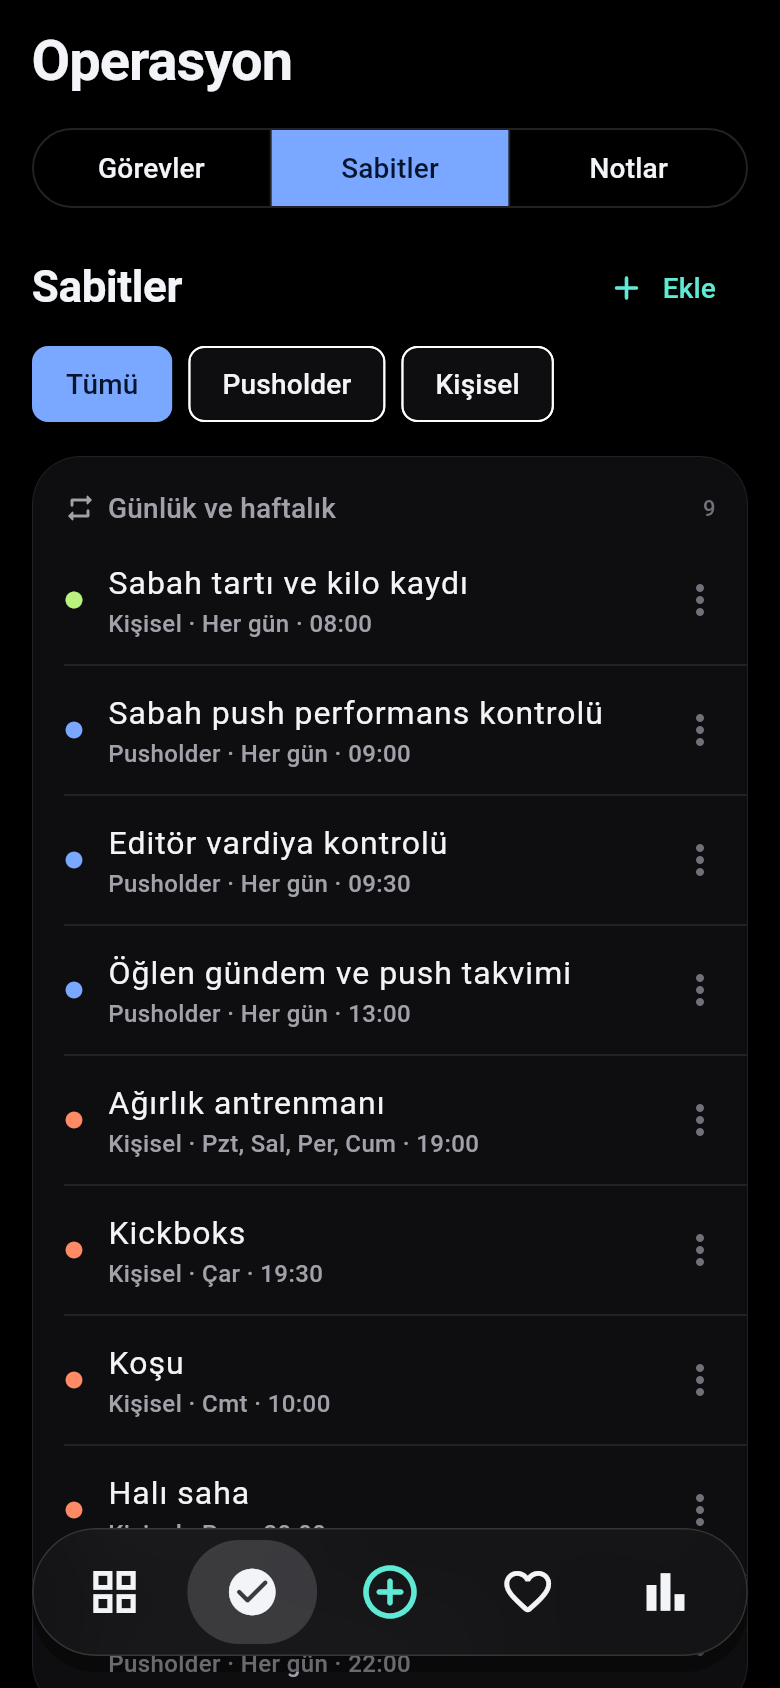 Operasyon
Görevler
Sabitler
Notlar
Sabitler
Ekle
Tümü
Pusholder
Kişisel
Günlük ve haftalık
9
Sabah tartı ve kilo kaydı
Kişisel · Her gün · 08:00
Sabah push performans kontrolü
Pusholder · Her gün · 09:00
Editör vardiya kontrolü
Pusholder · Her gün · 09:30
Öğlen gündem ve push takvimi
Pusholder · Her gün · 13:00
Ağırlık antrenmanı
Kişisel · Pzt, Sal, Per, Cum · 19:00
Kickboks
Kişisel · Çar · 19:30
Koşu
Kişisel · Cmt · 10:00
Halı saha
Pusholder · Her gün · 22:00